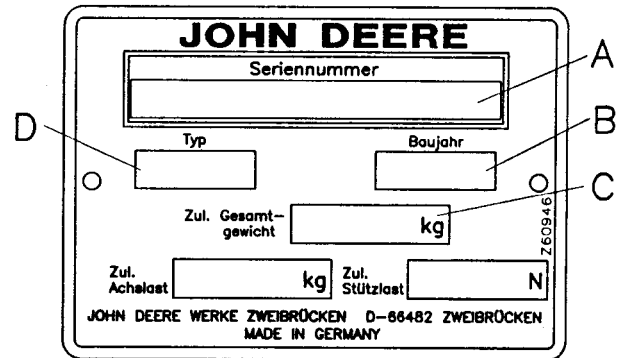 JOHN DEERE
Seriennummer
A
D
Typ
Baujahr
B
Zul. Gesamt-
gewicht
kg
C
Z60946
Zul.
Achslast
kg
Zul.
Stützlast
N
JOHN DEERE WERKE ZWEIBRÜCKEN D-66482 ZWEIBRÜCKEN
MADE IN GERMANY